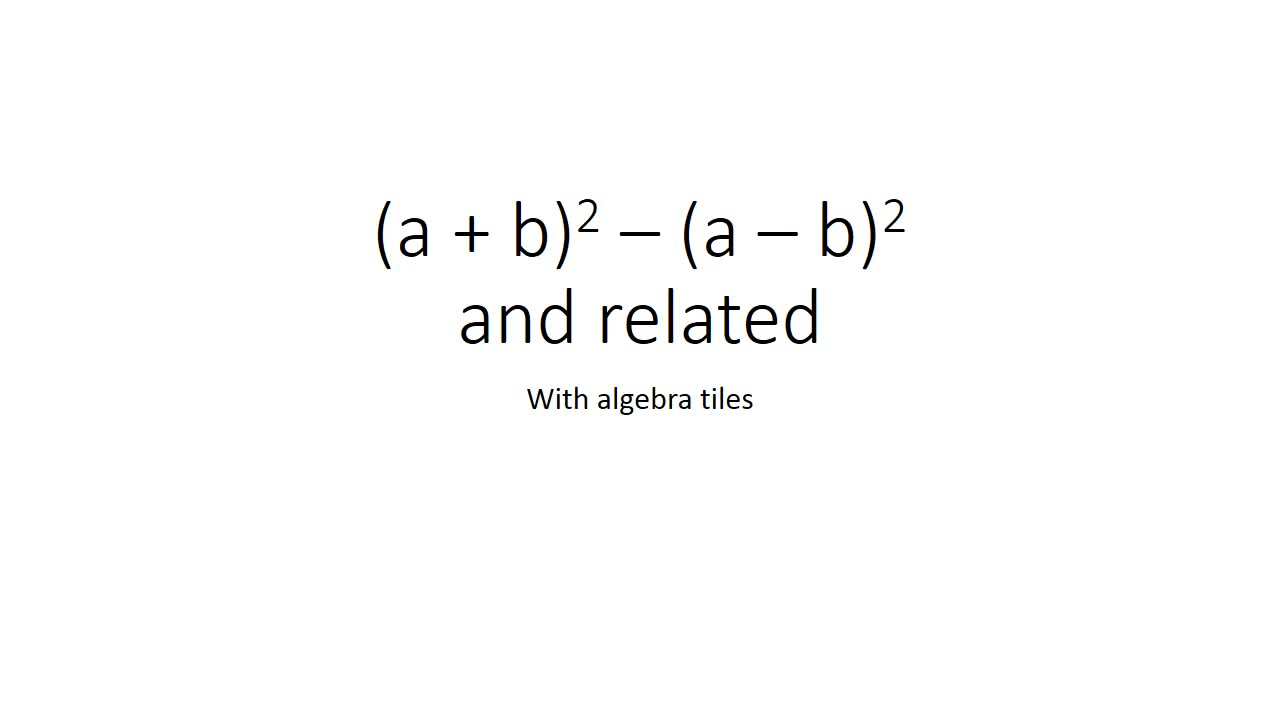 (a + b)² – (a – b)²
and related
With algebra tiles